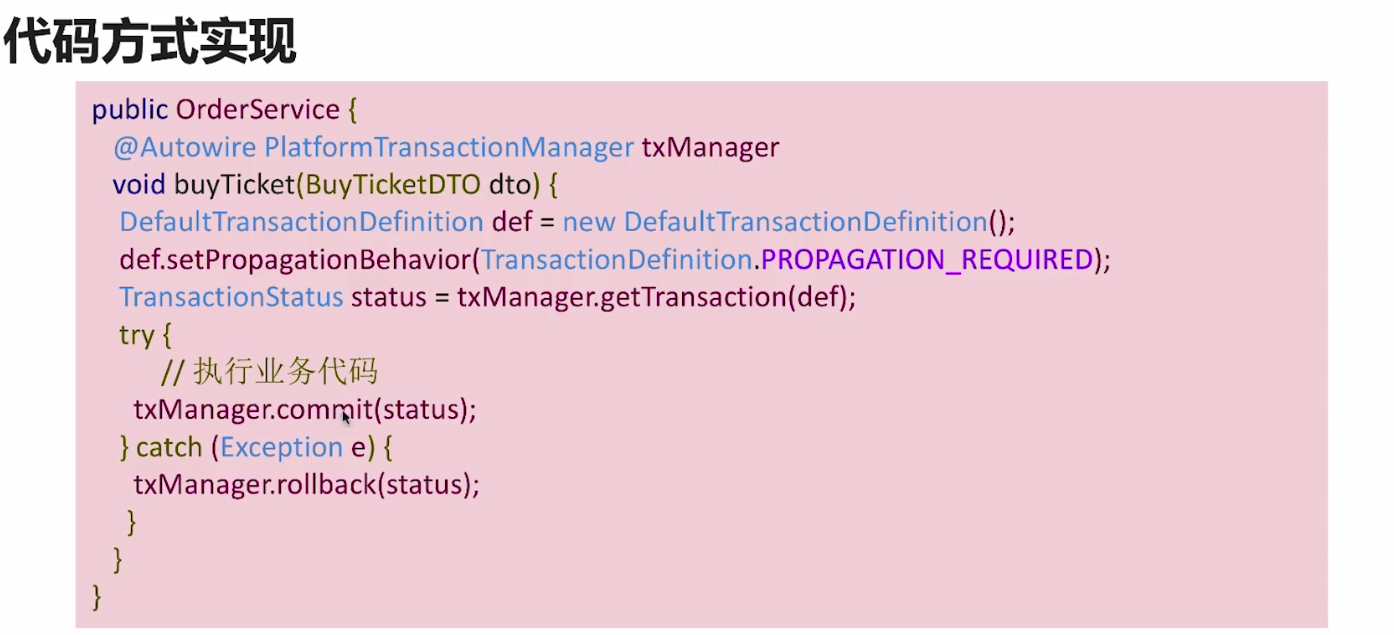 代码方式实现
public OrderService {
@Autowire PlatformTransactionManager txManager
void buyTicket(BuyTicketDTO dto) {
DefaultTransactionDefinition def = new DefaultTransactionDefinition();
def.setPropagationBehavior(TransactionDefinition.PROPAGATION_REQUIRED);
TransactionStatus status = txManager.getTransaction(def);
try {
// 执行业务代码
txManager.commit(status);
} catch (Exception e) {
txManager.rollback(status);
}
}
}